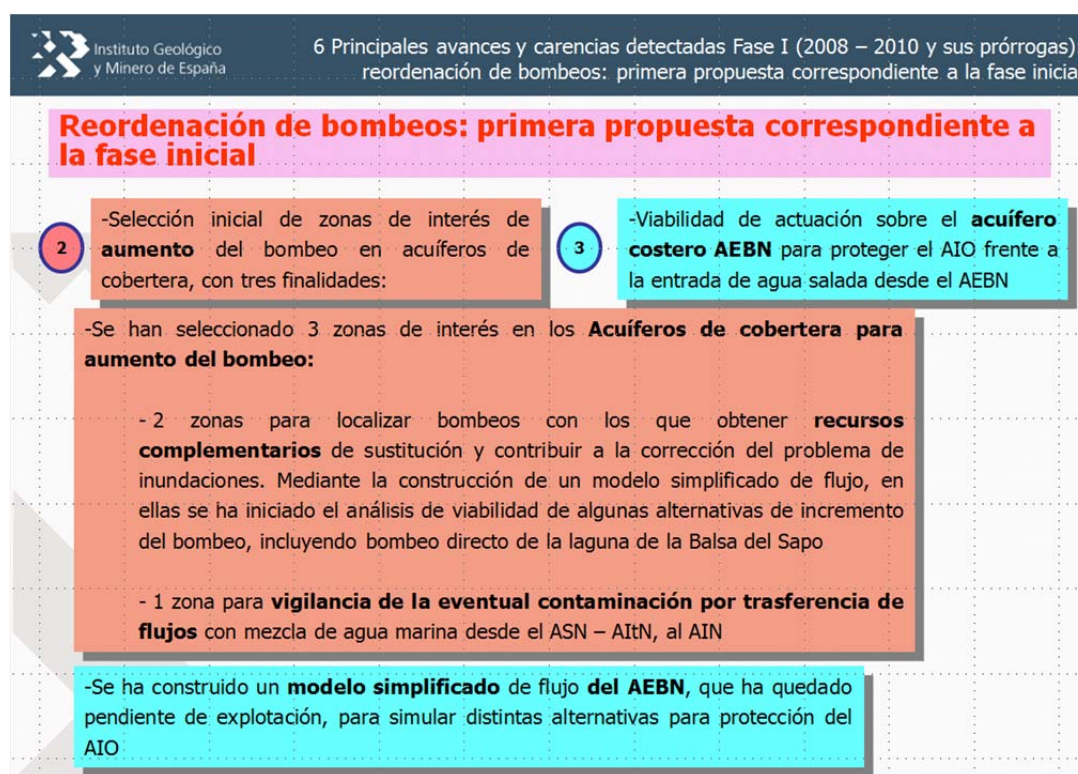 Instituto Geológico
y Minero de España
6 Principales avances y carencias detectadas Fase I (2008 – 2010 y sus prórrogas)
reordenación de bombeos: primera propuesta correspondiente a la fase inicia
Reordenación de bombeos: primera propuesta correspondiente a
la fase inicial
2
-Selección inicial de zonas de interés de
aumento del bombeo en acuíferos de
cobertera, con tres finalidades:
3
-Viabilidad de actuación sobre el acuífero
costero AEBN para proteger el AIO frente a
la entrada de agua salada desde el AEBN
-Se han seleccionado 3 zonas de interés en los Acuíferos de cobertera para
aumento del bombeo:
- 2 zonas para localizar bombeos con los que obtener recursos
complementarios de sustitución y contribuir a la corrección del problema de
inundaciones. Mediante la construcción de un modelo simplificado de flujo, en
ellas se ha iniciado el análisis de viabilidad de algunas alternativas de incremento
del bombeo, incluyendo bombeo directo de la laguna de la Balsa del Sapo
- 1 zona para vigilancia de la eventual contaminación por trasferencia de
flujos con mezcla de agua marina desde el ASN – AItN, al AIN
-Se ha construido un modelo simplificado de flujo del AEBN, que ha quedado
pendiente de explotación, para simular distintas alternativas para protección del
AIO